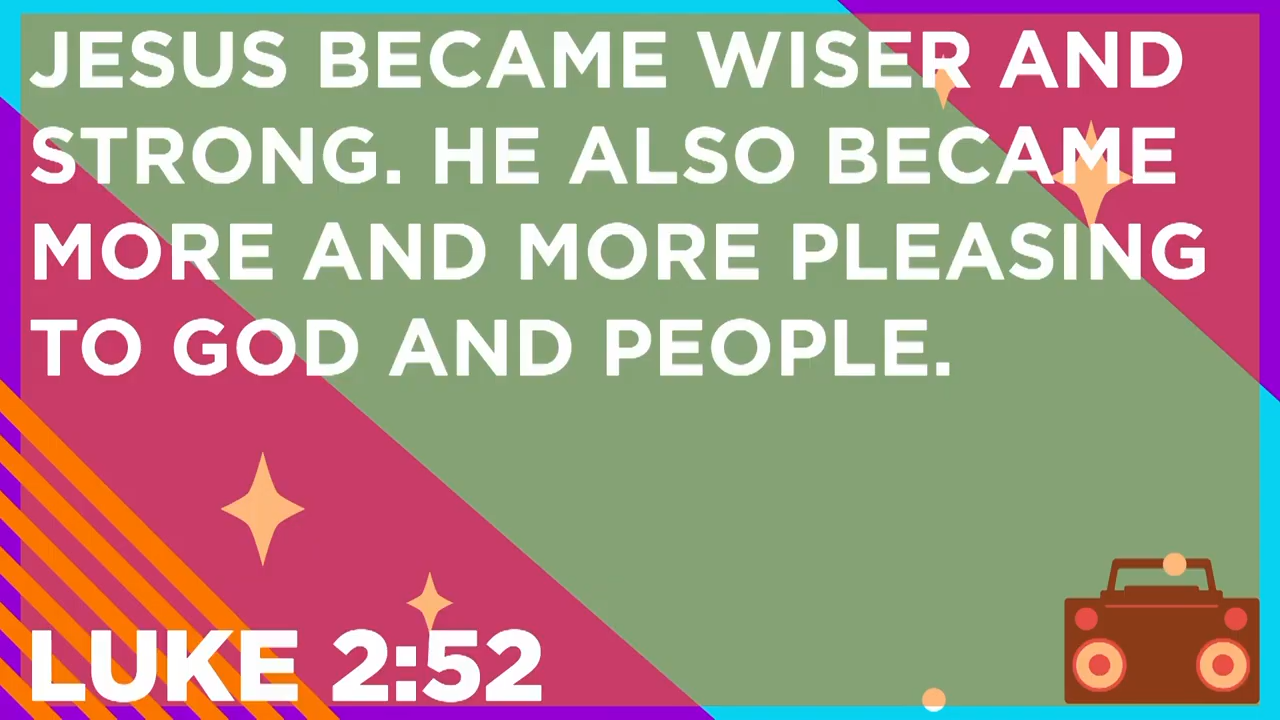 JESUS BECAME WISER AND
STRONG. HE ALSO BECAME
MORE AND MORE PLEASING
TO GOD AND PEOPLE.
LUKE 2:52